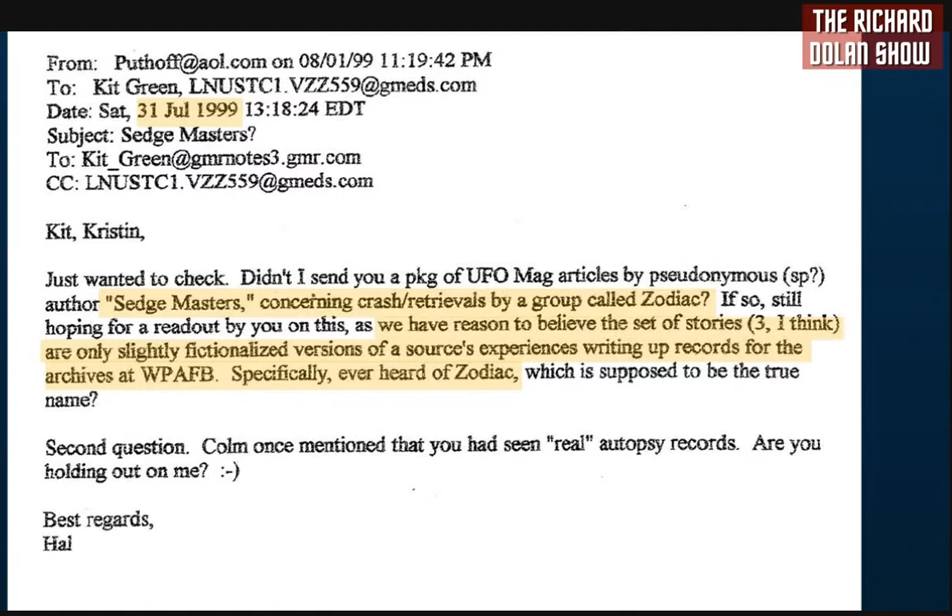 THE RICHARD
DOLAN SHOW
From: Puthoff@aol.com on 08/01/99 11:19:42 PM
To: Kit Green, LNUSTC1.VZZ559@gmeds.com
Date: Sat, 31 Jul 1999 13:18:24 EDT
Subject: Sedge Masters?
To: Kit_Green@gmrnotes3.gmr.com
CC: LNUSTC1.VZZ559@gmeds.com
Kit, Kristin,
Just wanted to check. Didn't I send you a pkg of UFO Mag articles by pseudonymous (sp?)
author "Sedge Masters," concerning crash/retrievals by a group called Zodiac? If so, still
hoping for a readout by you on this, as we have reason to believe the set of stories (3, I think)
are only slightly fictionalized versions of a source's experiences writing up records for the
archives at WPAFB. Specifically, ever heard of Zodiac, which is supposed to be the true
name?
Second question. Colm once mentioned that you had seen "real" autopsy records. Are you
holding out on me? :-)
Best regards,
Hal